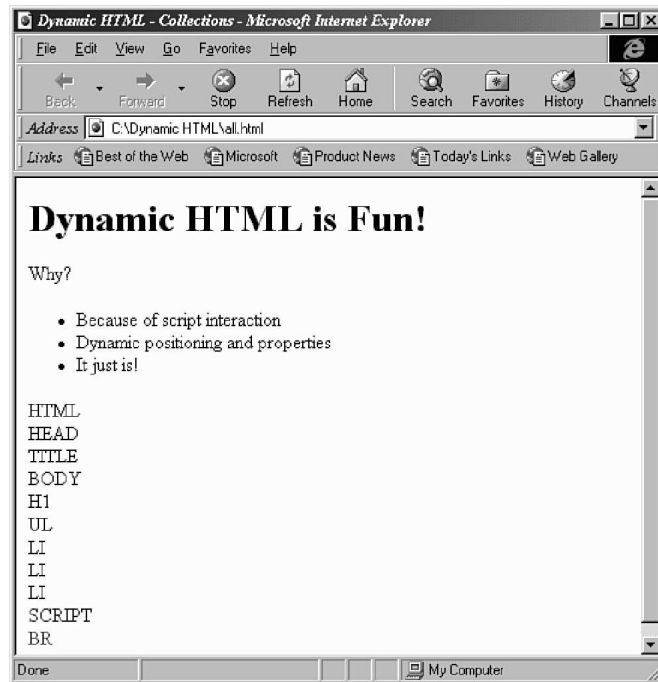 Dynamic HTML - Collections - Microsoft Internet Explorer
File Edit View Go Favorites Help
Back Forward Stop Refresh Home Search Favorites History Channels
Address C:\Dynamic HTML\all.html
Links Best of the Web Microsoft Product News Today's Links Web Gallery
Dynamic HTML is Fun!
Why?
• Because of script interaction
• Dynamic positioning and properties
• It just is!
HTML
HEAD
TITLE
BODY
H1
UL
LI
LI
LI
SCRIPT
BR
Done My Computer